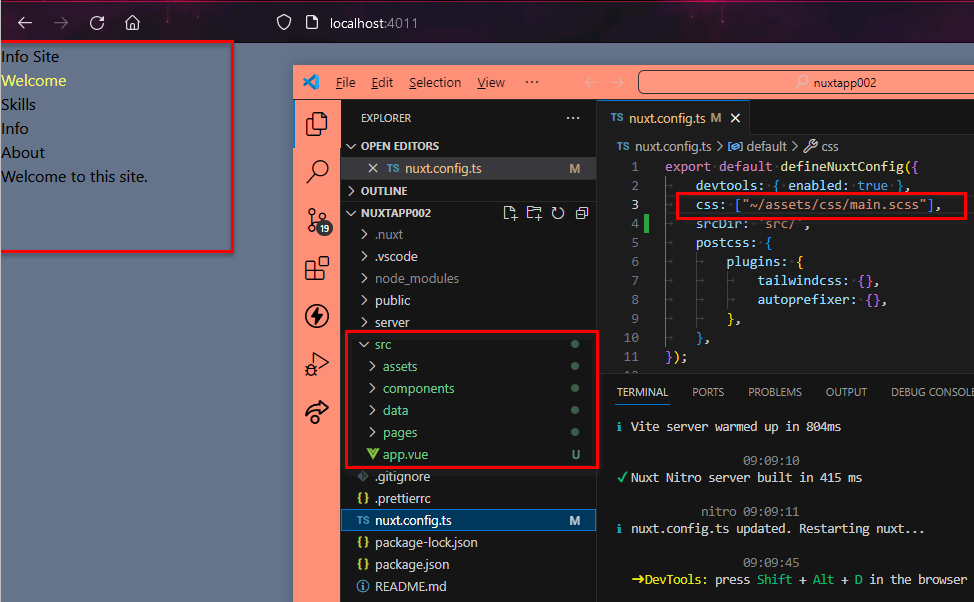 localhost:4011
Info Site
Welcome
Skills
Info
About
Welcome to this site.
File Edit Selection View ··· nuxtapp002
EXPLORER ···
OPEN EDITORS
TS nuxt.config.ts M
OUTLINE
NUXTAPP002
.nuxt
.vscode
node_modules
public
server
src
assets
components
data
pages
app.vue U
.gitignore
{} .prettierrc
TS nuxt.config.ts M
{} package-lock.json
{} package.json
README.md
19
TS nuxt.config.ts M
TS nuxt.config.ts > default > css
1 export default defineNuxtConfig({
2 devtools: { enabled: true },
3 css: ["~/assets/css/main.scss"],
4 srcDir: 'src/',
5 postcss: {
6 plugins: {
7 tailwindcss: {},
8 autoprefixer: {},
9 },
10 },
11 });
TERMINAL PORTS PROBLEMS OUTPUT DEBUG CONSOLE
ℹ Vite server warmed up in 804ms
09:09:10
✔ Nuxt Nitro server built in 415 ms
nitro 09:09:11
ℹ nuxt.config.ts updated. Restarting nuxt...
09:09:45
➜DevTools: press Shift + Alt + D in the browser